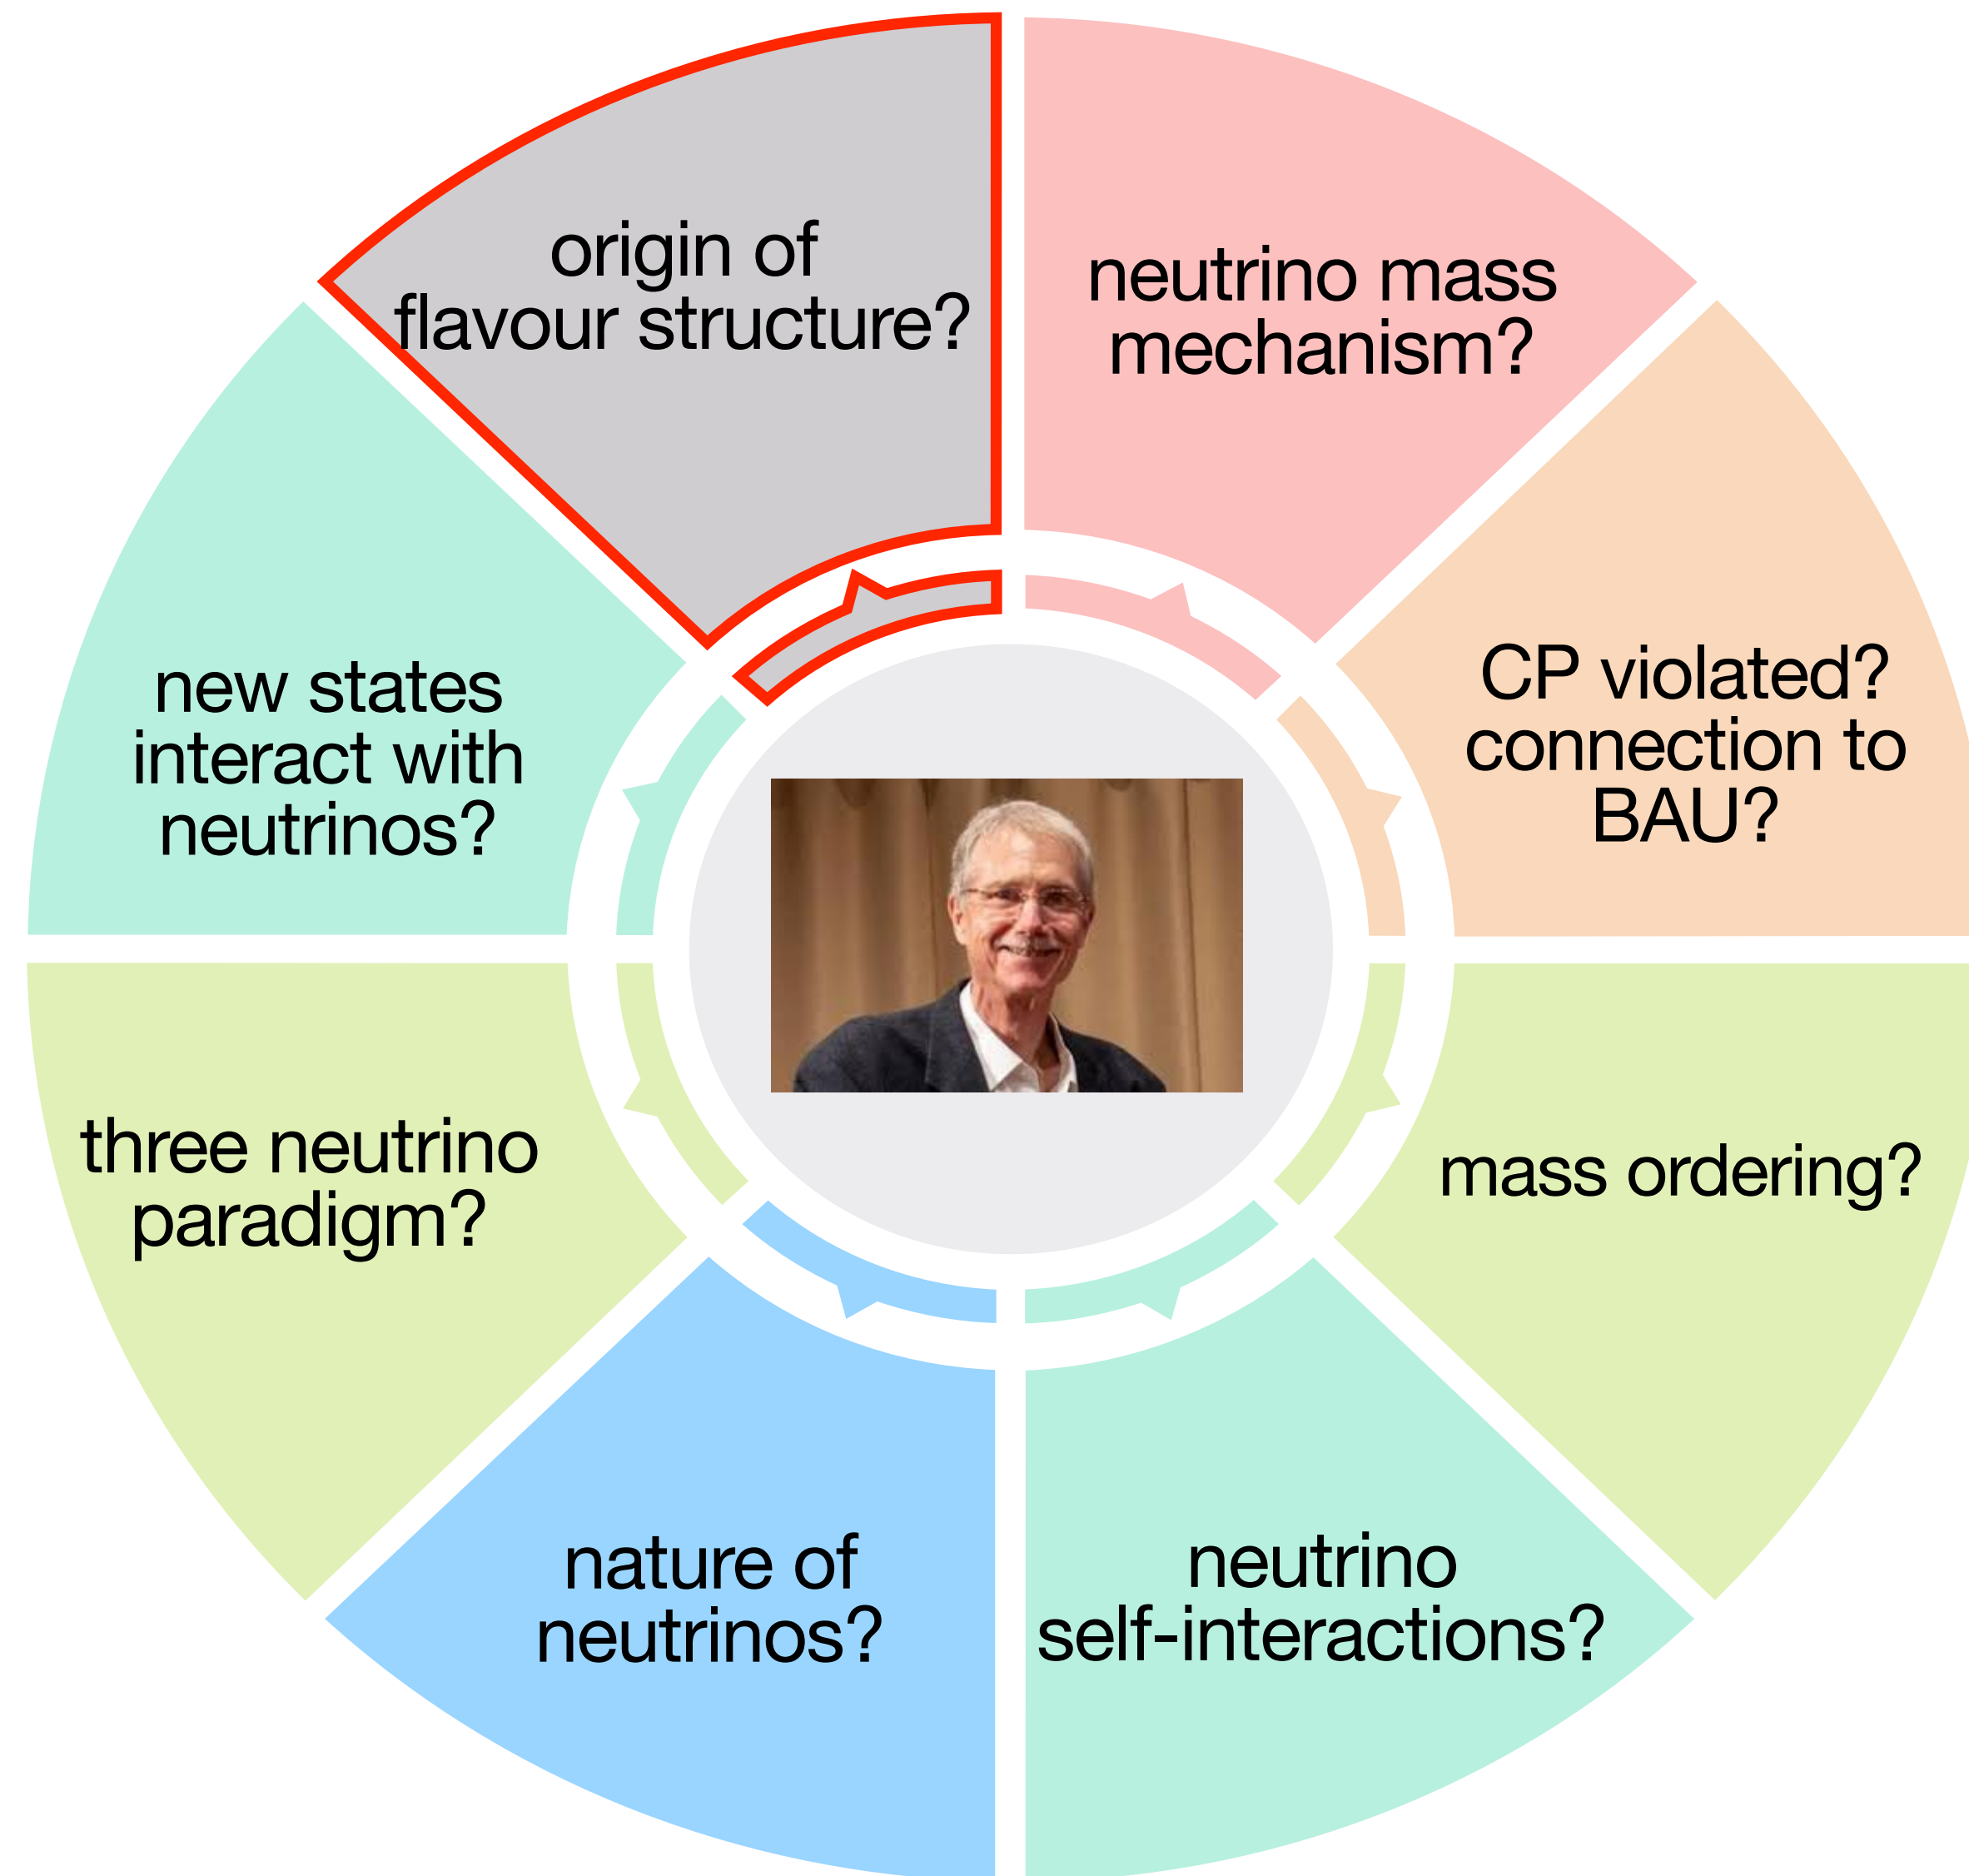 origin of
flavour structure?
neutrino mass
mechanism?
CP violated?
connection to
BAU?
mass ordering?
neutrino
self-interactions?
nature of
neutrinos?
three neutrino
paradigm?
new states
interact with
neutrinos?